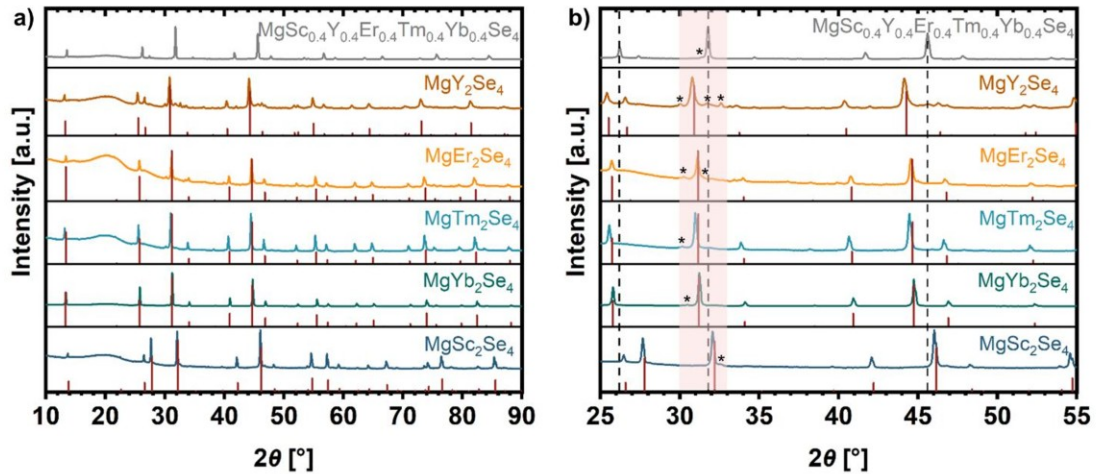 a)
MgSc0.4Y0.4Er0.4Tm0.4Yb0.4Se4
MgY2Se4
MgEr2Se4
MgTm2Se4
MgYb2Se4
MgSc2Se4
Intensity [a.u.]
10 20 30 40 50 60 70 80 90
2θ [°]
b)
MgSc0.4Y0.4Er0.4Tm0.4Yb0.4Se4
*
MgY2Se4
* * *
MgEr2Se4
* *
MgTm2Se4
*
MgYb2Se4
*
MgSc2Se4
*
Intensity [a.u.]
25 30 35 40 45 50 55
2θ [°]